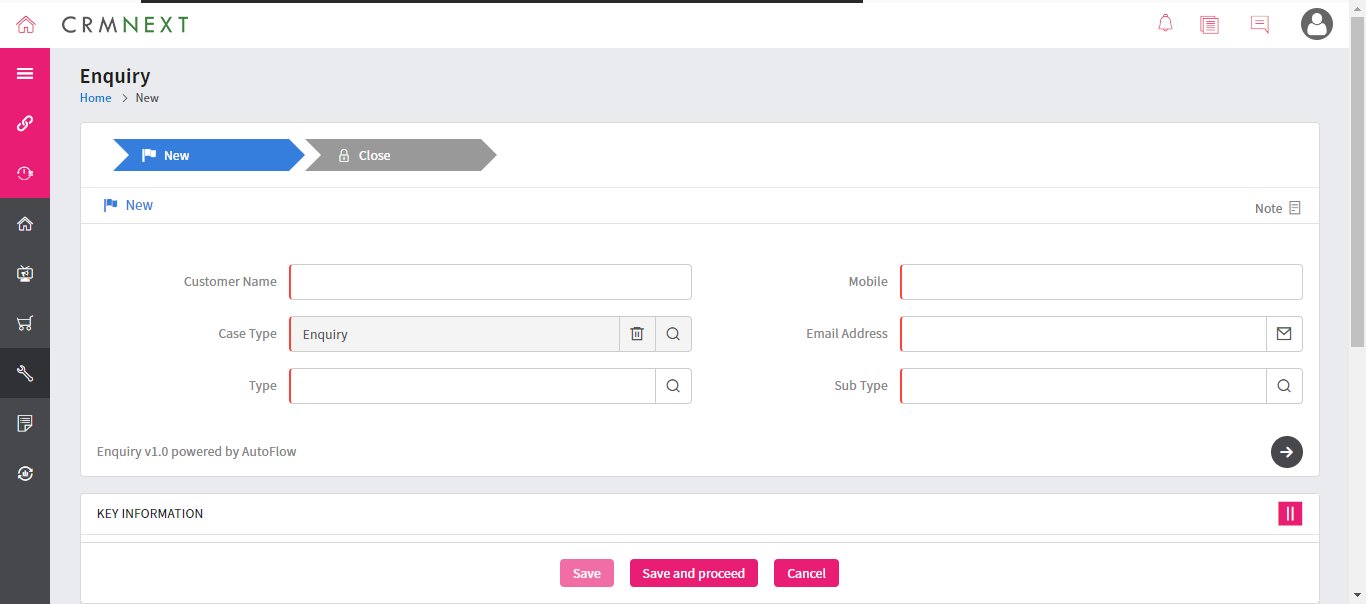 CRMNEXT
Enquiry
Home > New
New Close
New Note
Customer Name Mobile
Case Type Enquiry Email Address
Type Sub Type
Enquiry v1.0 powered by AutoFlow
KEY INFORMATION
Save Save and proceed Cancel